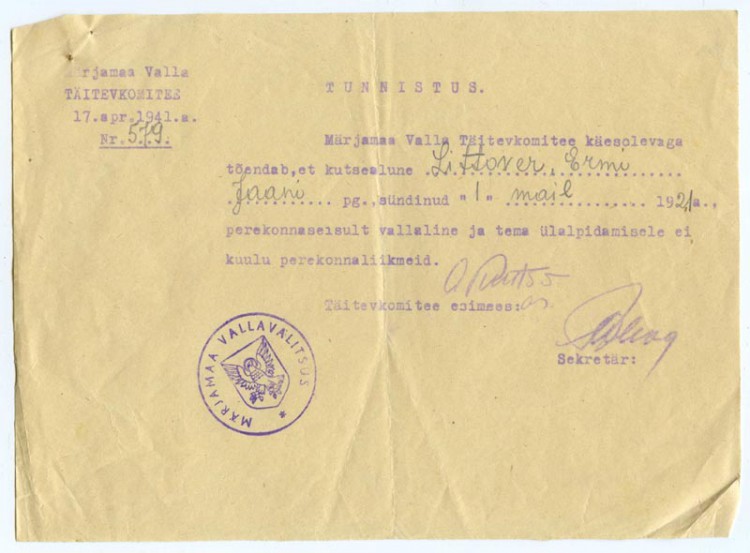 Märjamaa Valla
TÄITEVKOMITEE
17.apr.1941.a.
Nr.579.
TUNNISTUS.
Märjamaa Valla Täitevkomitee käesolevaga
tõendab,et kutsealune Littover, Ermi
Jaani pg.,sündinud "1" mail 1921a.,
perekonnaseisult vallaline ja tema ülalpidamisele ei
kuulu perekonnaliikmeid.
Täitevkomitee esimees:
Sekretär:
MÄRJAMAA VALLAVALITSUS